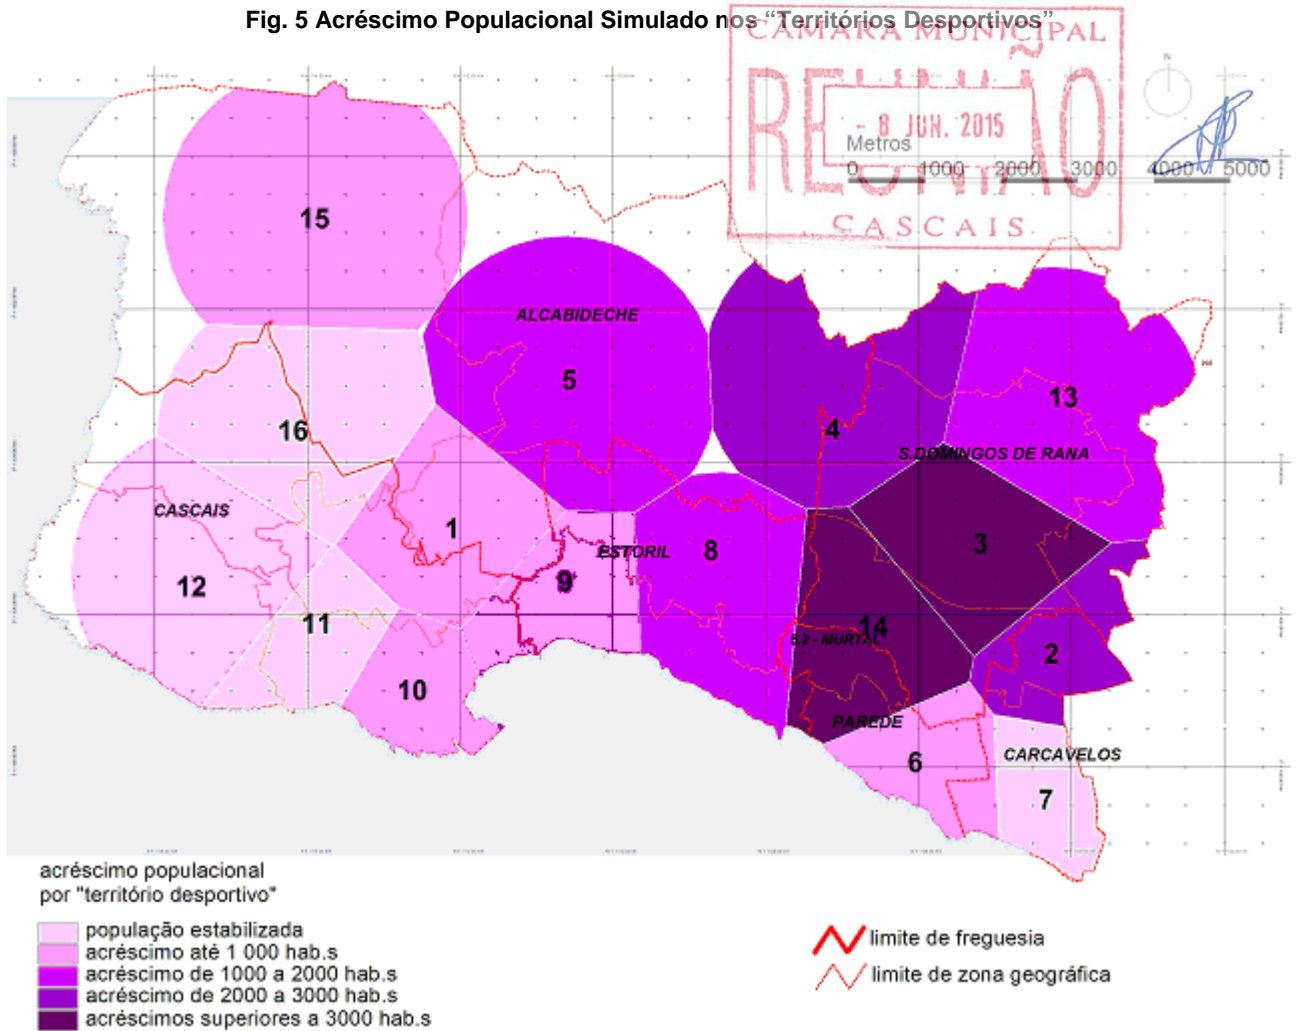 Fig. 5 Acréscimo Populacional Simulado nos “Territórios Desportivos”
CÂMARA MUNICIPAL
REUNIÃO
- 8 JUN. 2015
CASCAIS
N
Metros
0 1000 2000 3000 4000 5000
15
ALCABIDECHE
5
4
13
16
S.DOMINGOS DE RANA
CASCAIS
1
ESTORIL
8
3
12
9
11
5.2 - MURTAL
14
2
10
PAREDE
6
CARCAVELOS
7
acréscimo populacional
por "território desportivo"
população estabilizada
acréscimo até 1 000 hab.s
acréscimo de 1000 a 2000 hab.s
acréscimo de 2000 a 3000 hab.s
acréscimos superiores a 3000 hab.s
limite de freguesia
limite de zona geográfica